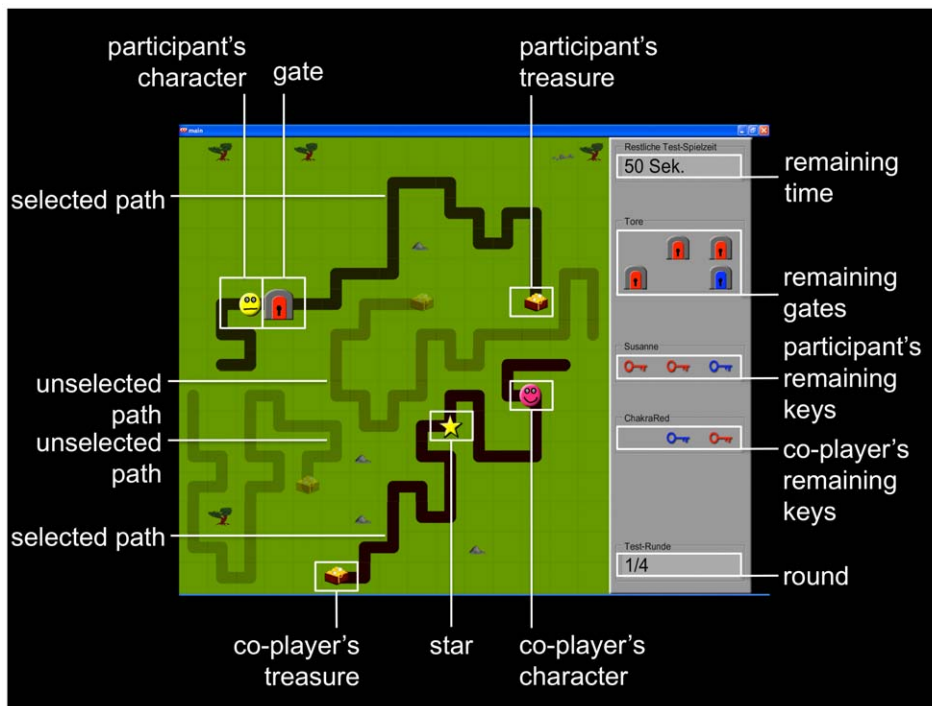 participant's
character
gate
participant's
treasure
main
selected path
Restliche Test-Spielzeit
50 Sek.
remaining
time
Tore
remaining
gates
Susanne
participant's
remaining
keys
unselected
path
unselected
path
ChakraRed
co-player's
remaining
keys
selected path
Test-Runde
1/4
round
co-player's
treasure
star
co-player's
character